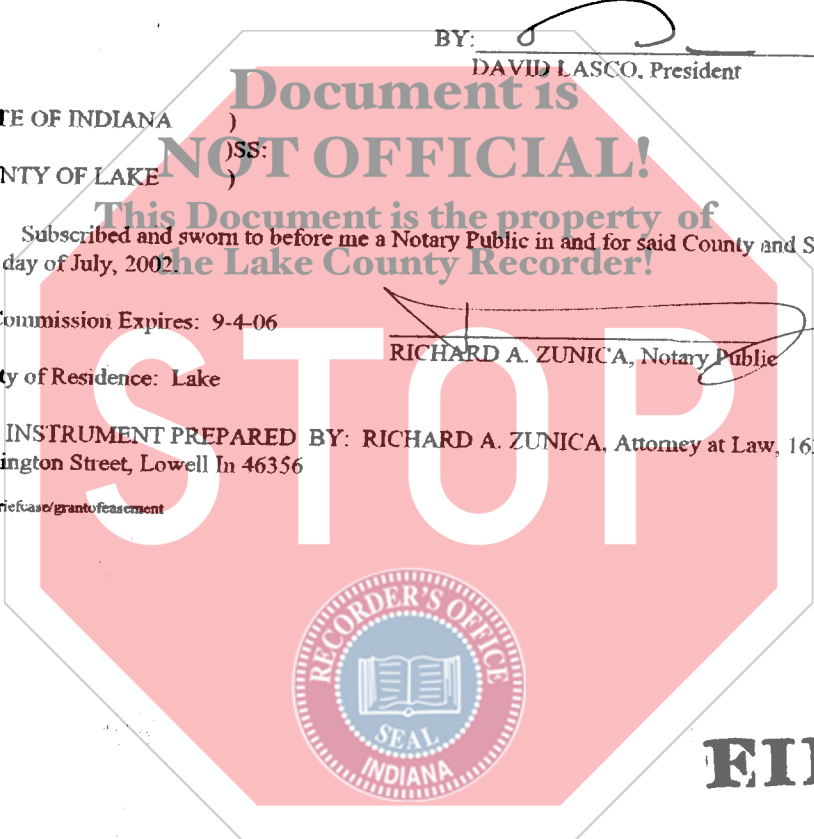 BY:
DAVID LASCO, President
Document is
TE OF INDIANA )
NOT OFFICIAL!
)SS:
NTY OF LAKE )
This Document is the property of
Subscribed and sworn to before me a Notary Public in and for said County and S
day of July, 2002.
the Lake County Recorder!
ommission Expires: 9-4-06
RICHARD A. ZUNICA, Notary Public
ty of Residence: Lake
INSTRUMENT PREPARED BY: RICHARD A. ZUNICA, Attorney at Law, 16
ington Street, Lowell In 46356
riefcase/grantofeasement
STOP
RECORDER'S OFFICE
SEAL
INDIANA